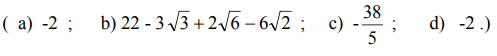 ( a) -2 ; b) 22 - 3√3 + 2√6 − 6√2 ; c) -38/5 ; d) -2 .)